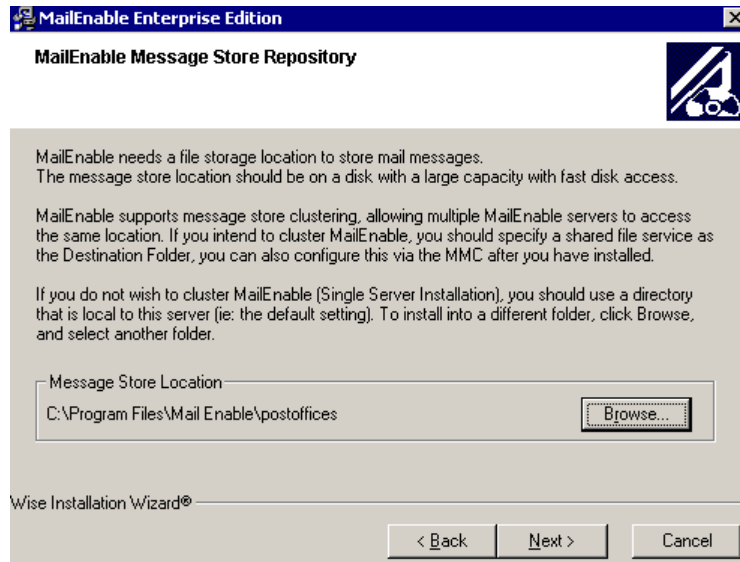 MailEnable Enterprise Edition
MailEnable Message Store Repository
MailEnable needs a file storage location to store mail messages.
The message store location should be on a disk with a large capacity with fast disk access.
MailEnable supports message store clustering, allowing multiple MailEnable servers to access
the same location. If you intend to cluster MailEnable, you should specify a shared file service as
the Destination Folder, you can also configure this via the MMC after you have installed.
If you do not wish to cluster MailEnable (Single Server Installation), you should use a directory
that is local to this server (ie: the default setting). To install into a different folder, click Browse,
and select another folder.
Message Store Location
C:\Program Files\Mail Enable\postoffices
Browse...
Wise Installation Wizard®
< Back
Next >
Cancel